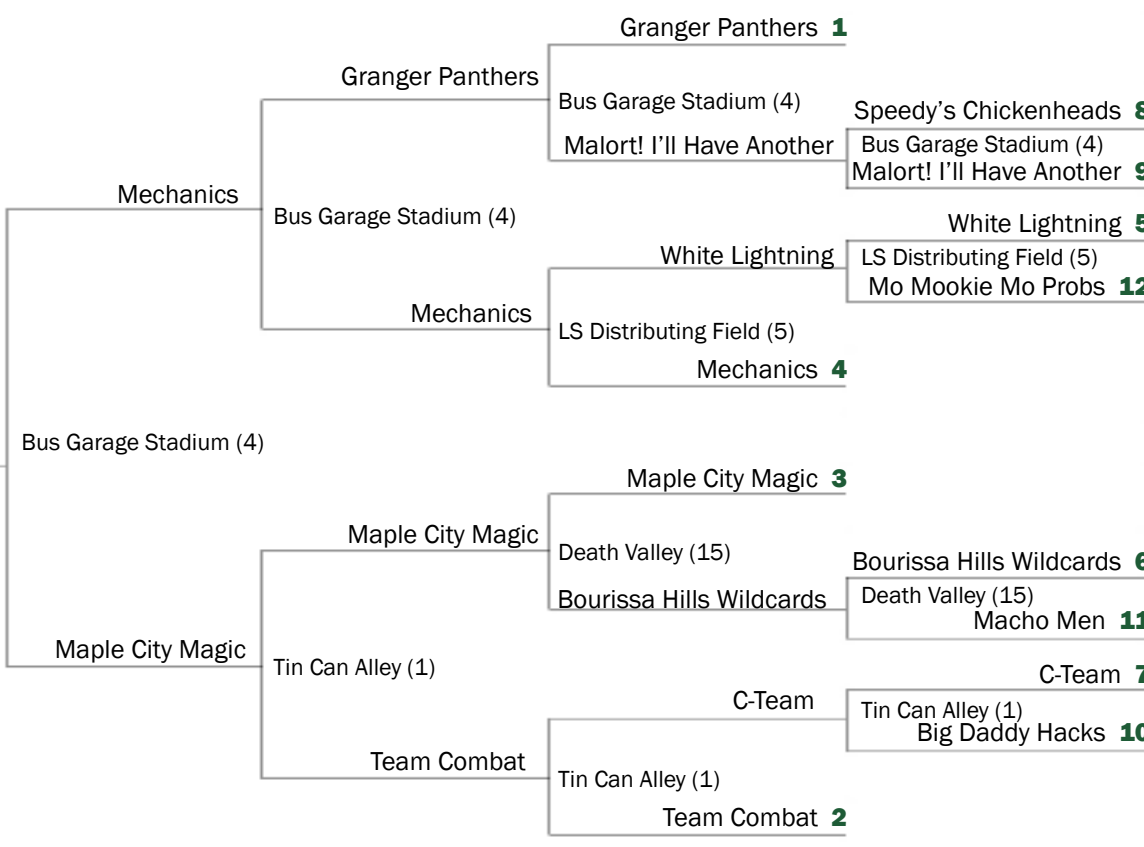 Granger Panthers 1
Granger Panthers
Bus Garage Stadium (4)
Speedy’s Chickenheads 8
Malort! I’ll Have Another
Bus Garage Stadium (4)
Malort! I’ll Have Another 9
Mechanics
Bus Garage Stadium (4)
White Lightning 5
White Lightning
LS Distributing Field (5)
Mo Mookie Mo Probs 12
Mechanics
LS Distributing Field (5)
Mechanics 4
Bus Garage Stadium (4)
Maple City Magic 3
Maple City Magic
Death Valley (15)
Bourissa Hills Wildcards 6
Bourissa Hills Wildcards
Death Valley (15)
Macho Men 11
Maple City Magic
Tin Can Alley (1)
C-Team 7
C-Team
Tin Can Alley (1)
Big Daddy Hacks 10
Team Combat
Tin Can Alley (1)
Team Combat 2